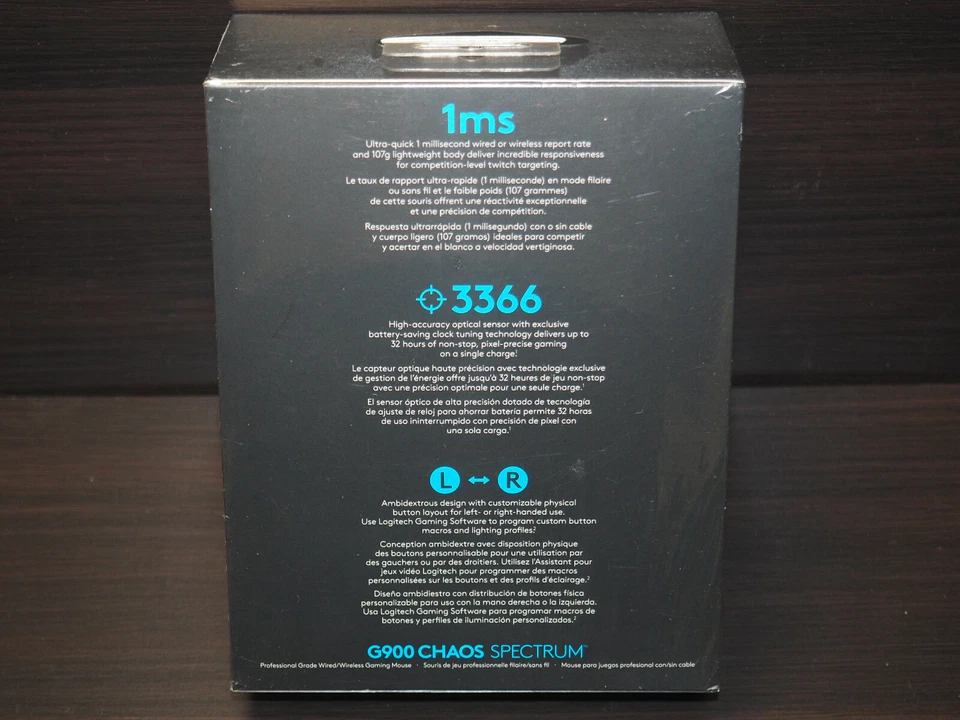 1ms
Ultra-quick 1 millisecond wired or wireless report rate
and 107g lightweight body deliver incredible responsiveness
for competition-level twitch targeting.
Le taux de rapport ultra-rapide (1 milliseconde) en mode filaire
ou sans fil et le faible poids (107 grammes)
de cette souris offrent une réactivité exceptionnelle
et une précision de compétition.
Respuesta ultrarrápida (1 milisegundo) con o sin cable
y cuerpo ligero (107 gramos) ideales para competir
y acertar en el blanco a velocidad vertiginosa.
3366
High-accuracy optical sensor with exclusive
battery-saving clock tuning technology delivers up to
32 hours of non-stop, pixel-precise gaming
on a single charge.¹
Le capteur optique haute précision avec technologie exclusive
de gestion de l'énergie offre jusqu'à 32 heures de jeu non-stop
avec une précision optimale pour une seule charge.¹
El sensor óptico de alta precisión dotado de tecnología
de ajuste de reloj para ahorrar batería permite 32 horas
de uso ininterrumpido con precisión de píxel con
una sola carga.¹
L ↔ R
Ambidextrous design with customizable physical
button layout for left- or right-handed use.
Use Logitech Gaming Software to program custom button
macros and lighting profiles.²
Conception ambidextre avec disposition physique
des boutons personnalisable pour une utilisation par
des gauchers ou par des droitiers. Utilisez l'Assistant pour
jeux vidéo Logitech pour programmer des macros
personnalisées sur les boutons et des profils d'éclairage.²
Diseño ambidiestro con distribución de botones física
personalizable para uso con la mano derecha o la izquierda.
Usa Logitech Gaming Software para programar macros de
botones y perfiles de iluminación personalizados.²
G900 CHAOS SPECTRUM™
Professional Grade Wired/Wireless Gaming Mouse · Souris de jeu professionnelle filaire/sans fil · Mouse para juegos profesional con/sin cable